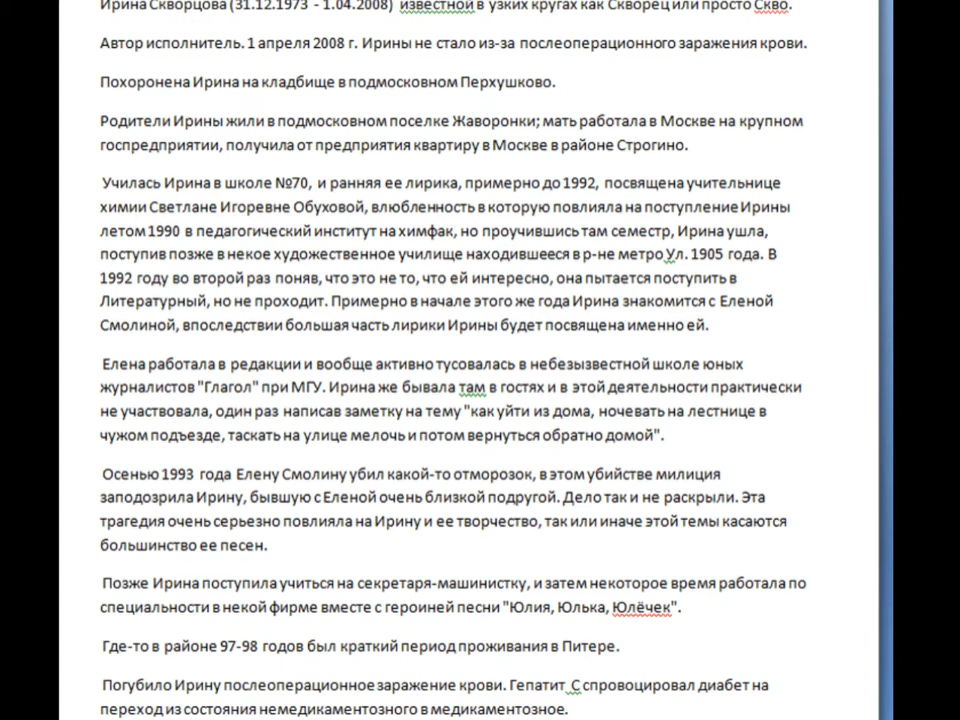 Ирина Скворцова (31.12.1973 - 1.04.2008) известной в узких кругах как Скворец или просто Скво.
Автор исполнитель. 1 апреля 2008 г. Ирины не стало из-за послеоперационного заражения крови.
Похоронена Ирина на кладбище в подмосковном Перхушково.
Родители Ирины жили в подмосковном поселке Жаворонки; мать работала в Москве на крупном
госпредприятии, получила от предприятия квартиру в Москве в районе Строгино.
Училась Ирина в школе №70, и ранняя ее лирика, примерно до 1992, посвящена учительнице
химии Светлане Игоревне Обуховой, влюбленность в которую повлияла на поступление Ирины
летом 1990 в педагогический институт на химфак, но проучившись там семестр, Ирина ушла,
поступив позже в некое художественное училище находившееся в р-не метро Ул. 1905 года. В
1992 году во второй раз поняв, что это не то, что ей интересно, она пытается поступить в
Литературный, но не проходит. Примерно в начале этого же года Ирина знакомится с Еленой
Смолиной, впоследствии большая часть лирики Ирины будет посвящена именно ей.
Елена работала в редакции и вообще активно тусовалась в небезызвестной школе юных
журналистов "Глагол" при МГУ. Ирина же бывала там в гостях и в этой деятельности практически
не участвовала, один раз написав заметку на тему "как уйти из дома, ночевать на лестнице в
чужом подъезде, таскать на улице мелочь и потом вернуться обратно домой".
Осенью 1993 года Елену Смолину убил какой-то отморозок, в этом убийстве милиция
заподозрила Ирину, бывшую с Еленой очень близкой подругой. Дело так и не раскрыли. Эта
трагедия очень серьезно повлияла на Ирину и ее творчество, так или иначе этой темы касаются
большинство ее песен.
Позже Ирина поступила учиться на секретаря-машинистку, и затем некоторое время работала по
специальности в некой фирме вместе с героиней песни "Юлия, Юлька, Юлёчек".
Где-то в районе 97-98 годов был краткий период проживания в Питере.
Погубило Ирину послеоперационное заражение крови. Гепатит С спровоцировал диабет на
переход из состояния немедикаментозного в медикаментозное.